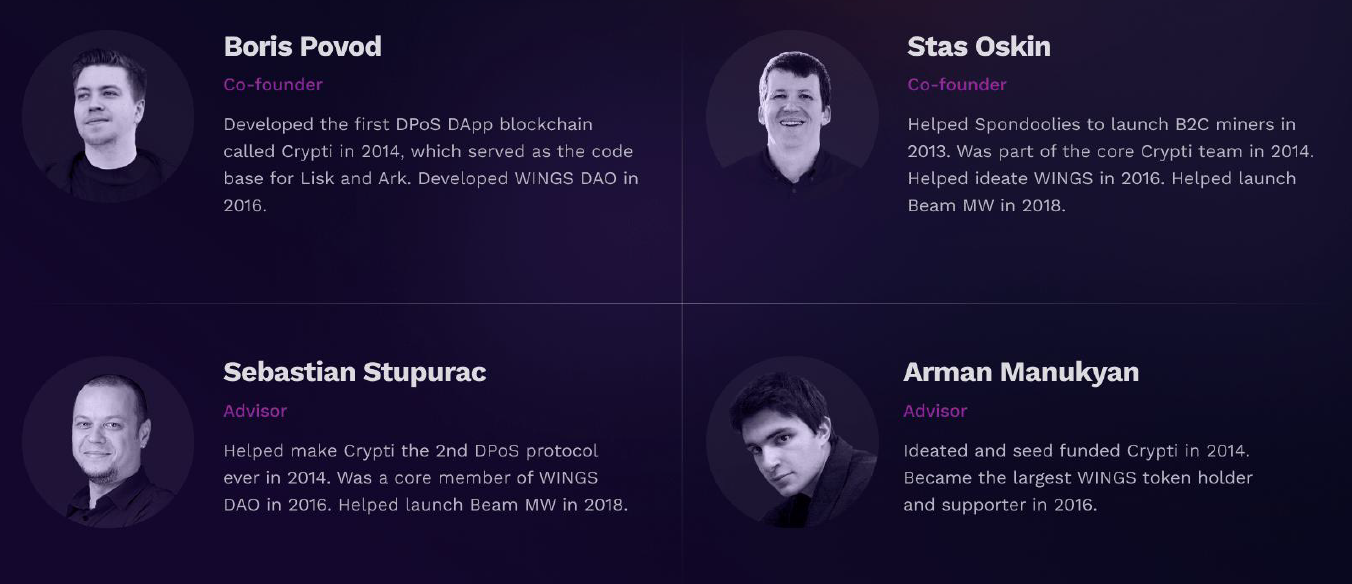 Boris Povod
Co-founder
Developed the first DPoS DApp blockchain
called Crypti in 2014, which served as the code
base for Lisk and Ark. Developed WINGS DAO in
2016.
Stas Oskin
Co-founder
Helped Spondoolies to launch B2C miners in
2013. Was part of the core Crypti team in 2014.
Helped ideate WINGS in 2016. Helped launch
Beam MW in 2018.
Sebastian Stupurac
Advisor
Helped make Crypti the 2nd DPoS protocol
ever in 2014. Was a core member of WINGS
DAO in 2016. Helped launch Beam MW in 2018.
Arman Manukyan
Advisor
Ideated and seed funded Crypti in 2014.
Became the largest WINGS token holder
and supporter in 2016.